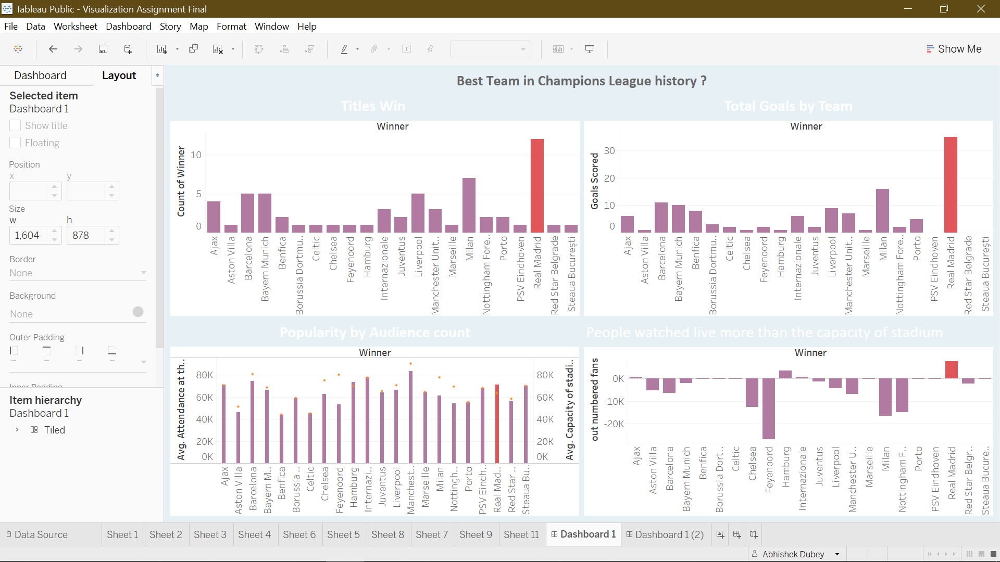 Tableau Public - Visualization Assignment Final
File Data Worksheet Dashboard Story Map Format Window Help
Show Me
Dashboard Layout
Selected item
Dashboard 1
Show title
Floating
Position
x y
Size
w h
1,604 878
Border
None
Background
None
Outer Padding
Inner Padding
Item hierarchy
Dashboard 1
Tiled
Best Team in Champions League history ?
Titles Win
Winner
Count of Winner
10
5
0
Ajax
Aston Villa
Barcelona
Bayern Munich
Benfica
Borussia Dortmu..
Celtic
Chelsea
Feyenoord
Hamburg
Internazionale
Juventus
Liverpool
Manchester Unit..
Marseille
Milan
Nottingham Fore..
Porto
PSV Eindhoven
Real Madrid
Red Star Belgrade
Steaua București
Total Goals by Team
Winner
Goals Scored
30
20
10
0
Ajax
Aston Villa
Barcelona
Bayern Munich
Benfica
Borussia Dortmu..
Celtic
Chelsea
Feyenoord
Hamburg
Internazionale
Juventus
Liverpool
Manchester Unit..
Marseille
Milan
Nottingham Fore..
Porto
PSV Eindhoven
Real Madrid
Red Star Belgrade
Steaua București
Popularity by Audience count
Winner
Avg. Attendance at th..
80K
60K
40K
20K
0K
80K
60K
40K
20K
0K
Avg. Capacity of stadi..
Ajax
Aston Villa
Barcelona
Bayern M..
Benfica
Borussia ..
Celtic
Chelsea
Feyenoord
Hamburg
Internazi..
Juventus
Liverpool
Manchest..
Marseille
Milan
Nottingh..
Porto
PSV Eindh..
Real Mad..
Red Star ..
Steaua Bu..
People watched live more than the capacity of stadium
Winner
out numbered fans
0K
-10K
-20K
Ajax
Aston Villa
Barcelona
Bayern Munich
Benfica
Borussia Dort..
Celtic
Chelsea
Feyenoord
Hamburg
Internazionale
Juventus
Liverpool
Manchester U..
Marseille
Milan
Nottingham F..
Porto
PSV Eindhoven
Real Madrid
Red Star Belgr..
Steaua Bucure..
Data Source Sheet 1 Sheet 2 Sheet 3 Sheet 4 Sheet 6 Sheet 5 Sheet 8 Sheet 7 Sheet 9 Sheet 11 Dashboard 1 Dashboard 1 (2)
Abhishek Dubey